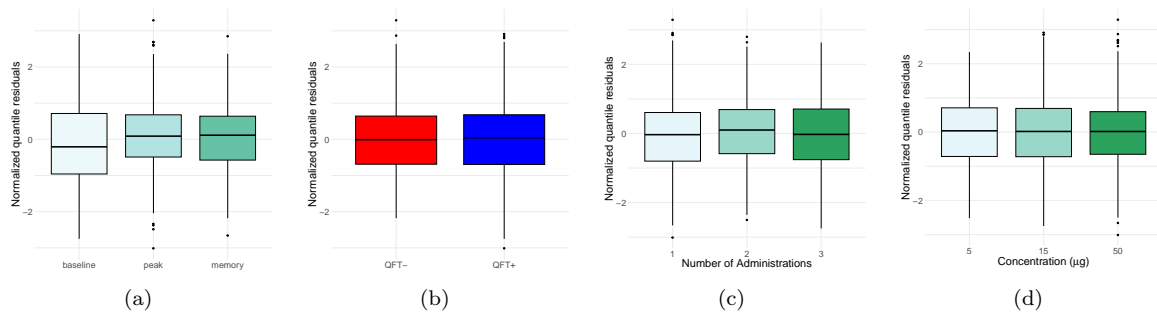 Normalized quantile residuals
2
0
−2
baseline peak memory
(a)
Normalized quantile residuals
2
0
−2
QFT− QFT+
(b)
Normalized quantile residuals
2
0
−2
1 2 3
Number of Administrations
(c)
Normalized quantile residuals
2
0
−2
5 15 50
Concentration (μg)
(d)